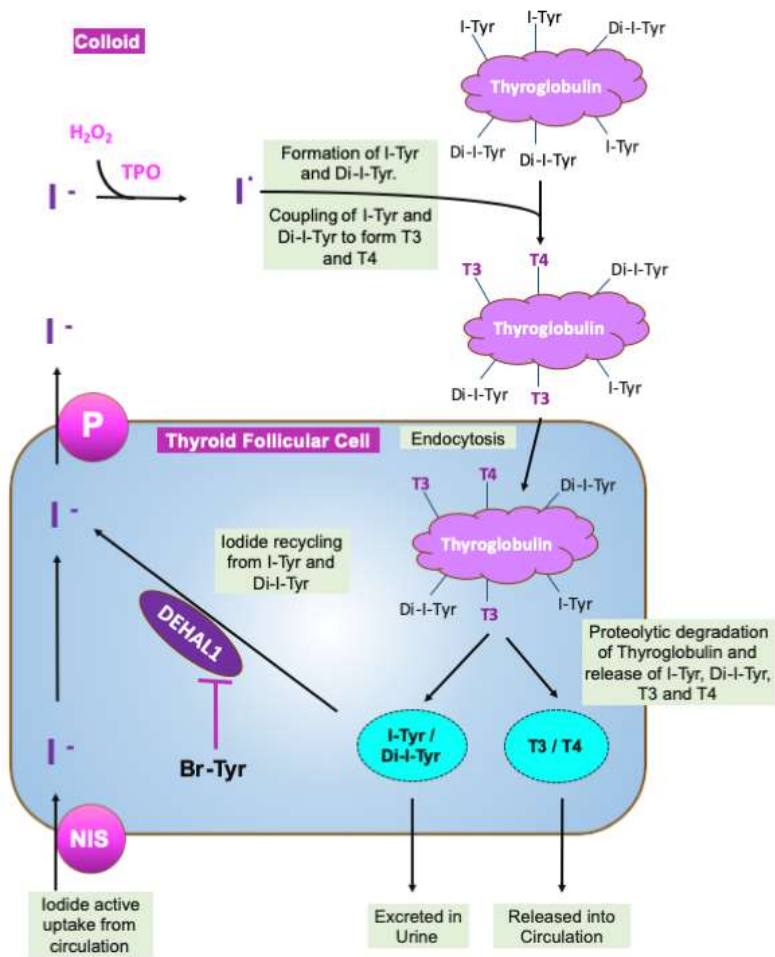 Colloid
I-Tyr
I-Tyr
Di-I-Tyr
Thyroglobulin
Di-I-Tyr
Di-I-Tyr
I-Tyr
H₂O₂
TPO
I -
I ·
Formation of I-Tyr
and Di-I-Tyr.
Coupling of I-Tyr and
Di-I-Tyr to form T3
and T4
T3
T4
Di-I-Tyr
Thyroglobulin
Di-I-Tyr
T3
I-Tyr
I -
P
Thyroid Follicular Cell
Endocytosis
I -
T3
T4
Di-I-Tyr
Thyroglobulin
Di-I-Tyr
T3
I-Tyr
Iodide recycling
from I-Tyr and
Di-I-Tyr
DEHAL1
Proteolytic degradation
of Thyroglobulin and
release of I-Tyr, Di-I-Tyr,
T3 and T4
I -
Br-Tyr
I-Tyr /
Di-I-Tyr
T3 / T4
NIS
Iodide active
uptake from
circulation
Excreted in
Urine
Released into
Circulation